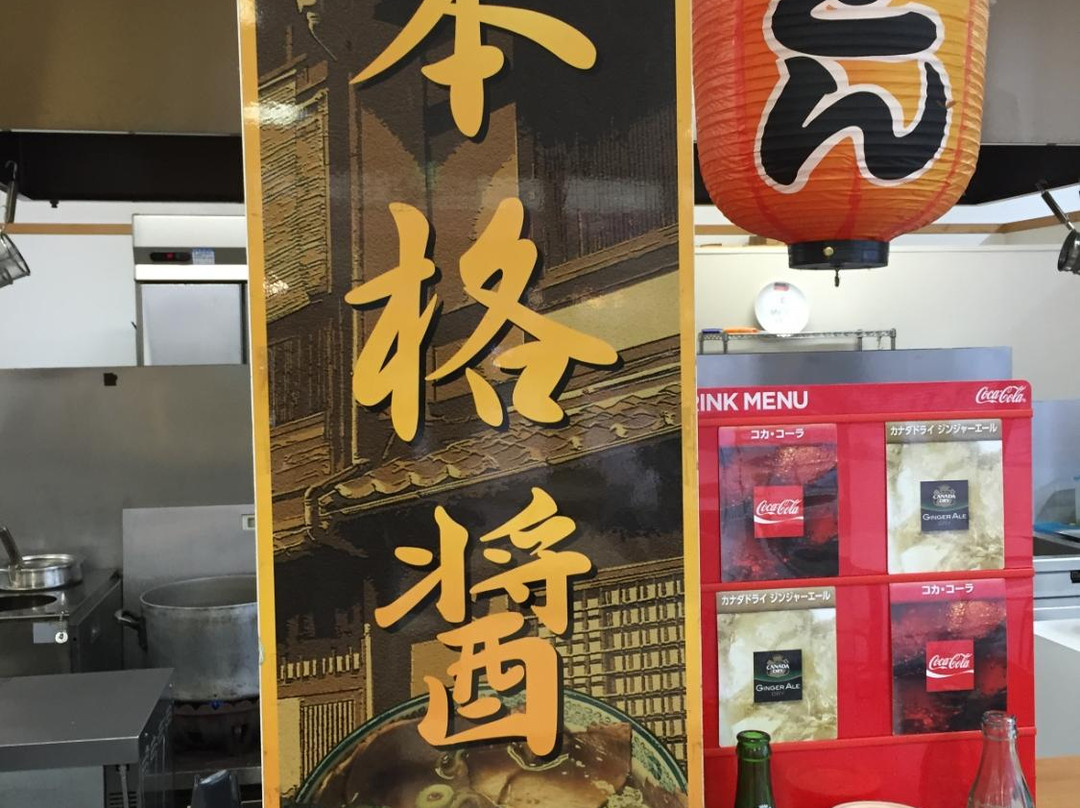 本格醤
ん
RINK MENU
Coca-Cola
コカ・コーラ
カナダドライ ジンジャーエール
Coca-Cola
CANADA DRY
GINGER ALE
カナダドライ ジンジャーエール
コカ・コーラ
CANADA DRY
GINGER ALE
Coca-Cola